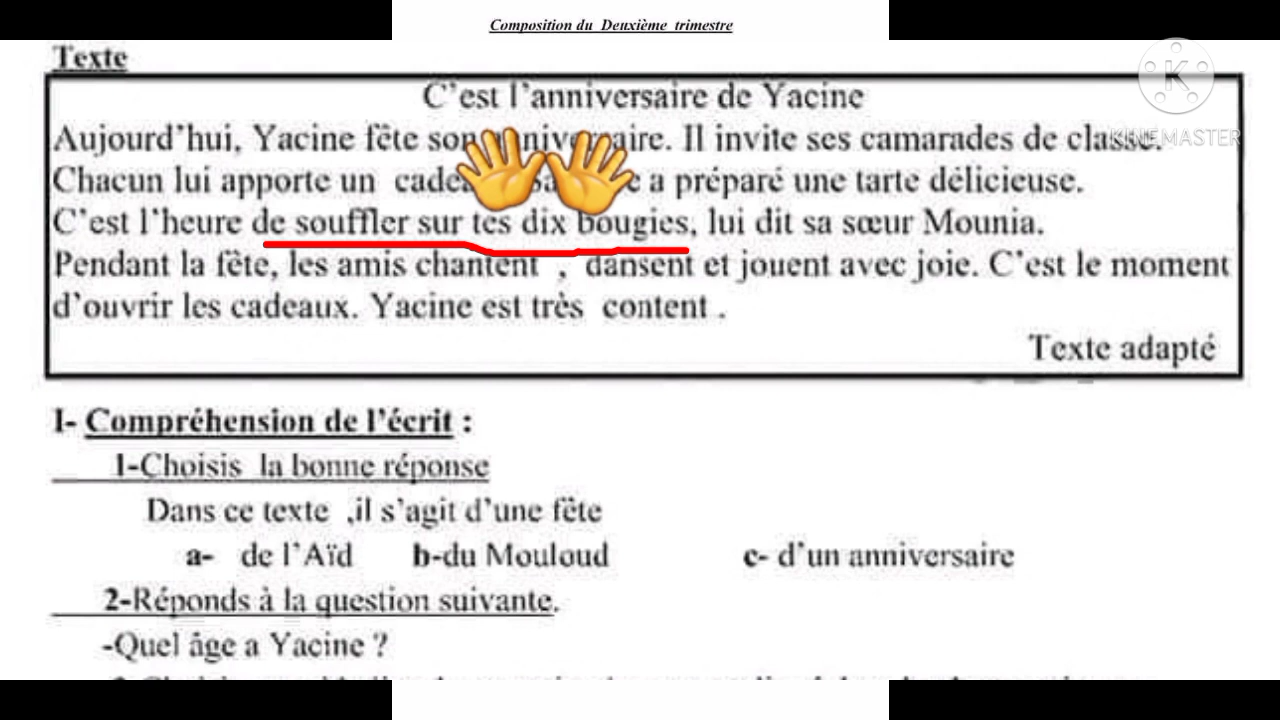 Composition du Deuxième trimestre
Texte
C'est l'anniversaire de Yacine
Aujourd'hui, Yacine fête son anniversaire. Il invite ses camarades de classe.
Chacun lui apporte un a préparé une tarte délicieuse.
C'est l'heure de souffler sur tes dix bougies, lui dit sa sœur Mounia.
Pendant la fête, les amis chantent , dansent et jouent avec joie. C'est le moment
d'ouvrir les cadeaux. Yacine est très content .
Texte adapté
I- Compréhension de l'écrit :
1-Choisis la bonne réponse
Dans ce texte ,il s'agit d'une fête
a- de l'Aïd b-du Mouloud c- d'un anniversaire
2-Réponds à la question suivante.
-Quel âge a Yacine ?
K
KINEMASTER